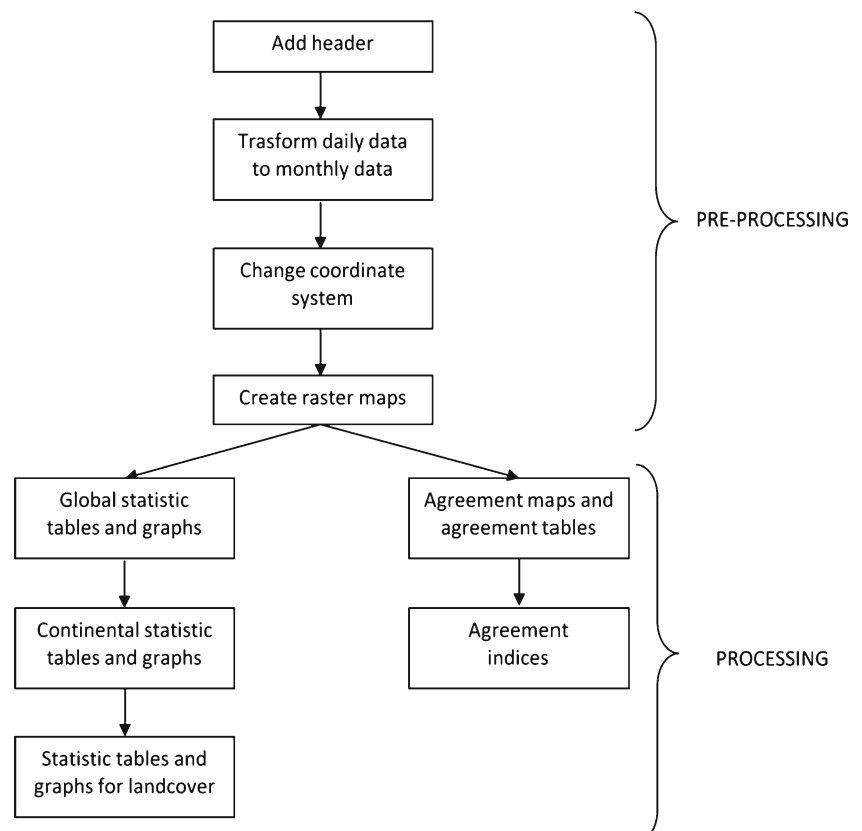 Add header
Trasform daily data
to monthly data
Change coordinate
system
Create raster maps
PRE-PROCESSING
Global statistic
tables and graphs
Agreement maps and
agreement tables
Continental statistic
tables and graphs
Agreement
indices
Statistic tables and
graphs for landcover
PROCESSING